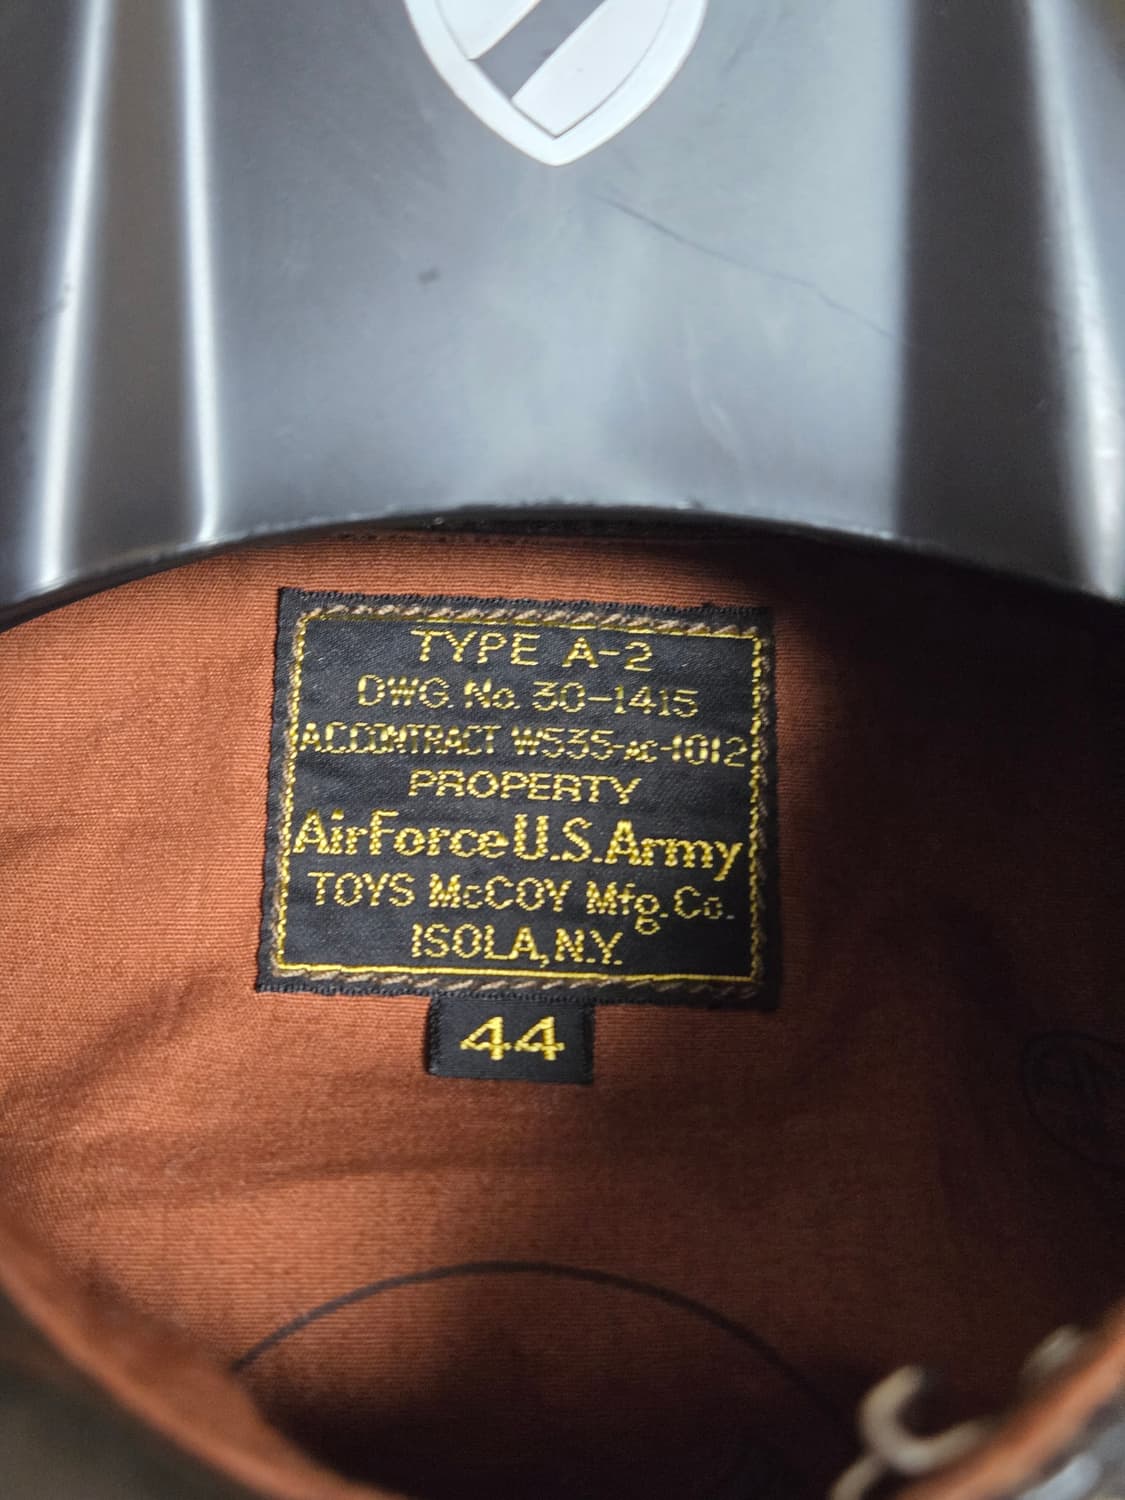 TYPE A-2
DWG. No. 30-1415
A.C.CONTRACT W535-AC-1012
PROPERTY
Air Force U.S. Army
TOYS McCOY Mfg. Co.
ISOLA, N.Y.
44